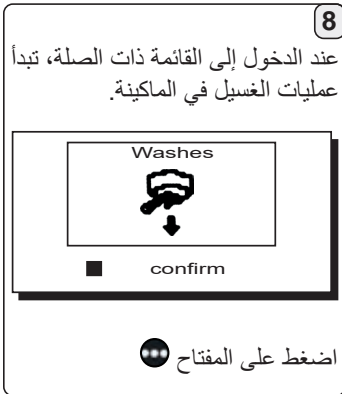 8
عند الدخول إلى القائمة ذات الصلة، تبدأ
عمليات الغسيل في الماكينة.
Washes
confirm
اضغط على المفتاح